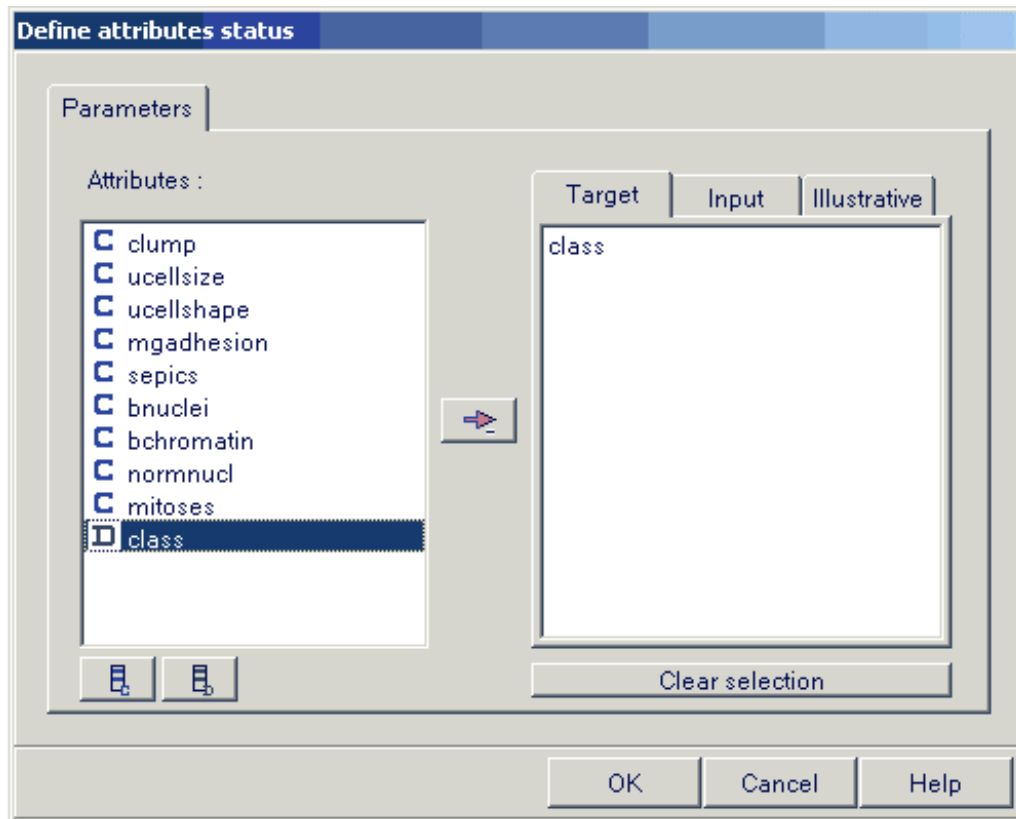 Define attributes status
Parameters
Attributes :
Target
Input
Illustrative
C clump
C ucellsize
C ucellshape
C mgadhesion
C sepics
C bnuclei
C bchromatin
C normnucl
C mitoses
D class
class
C
D
Clear selection
OK
Cancel
Help